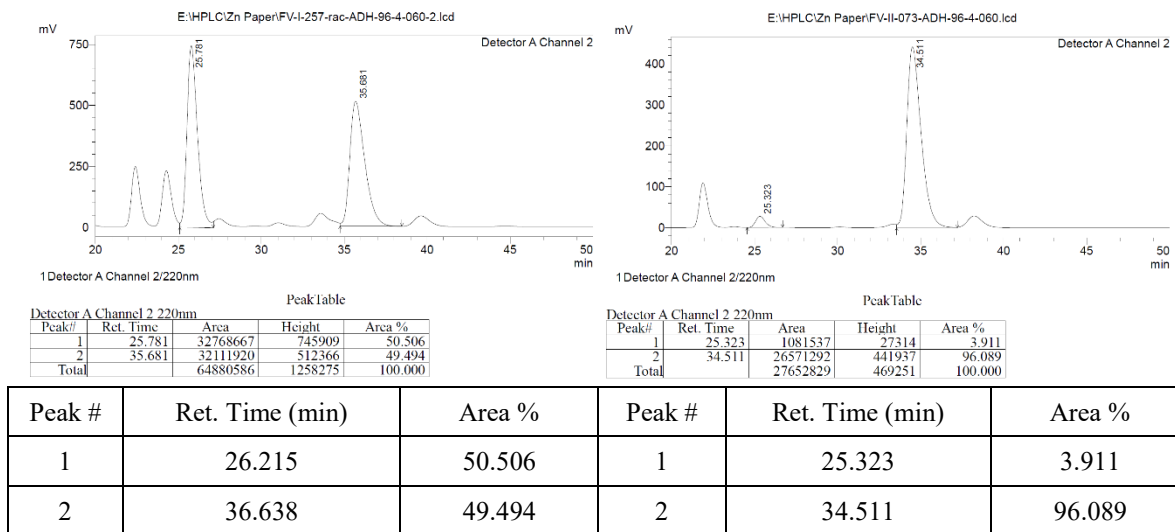 E:\HPLC\Zn Paper\FV-I-257-rac-ADH-96-4-060-2.lcd
mV
Detector A Channel 2
750
500
250
0
25.781
35.681
20 25 30 35 40 45 50
min
1 Detector A Channel 2/220nm
PeakTable
Detector A Channel 2 220nm
Peak# Ret. Time Area Height Area %
1 25.781 32768667 745909 50.506
2 35.681 32111920 512366 49.494
Total 64880586 1258275 100.000
E:\HPLC\Zn Paper\FV-II-073-ADH-96-4-060.lcd
mV
Detector A Channel 2
400
300
200
100
0
25.323
34.511
20 25 30 35 40 45 50
min
1 Detector A Channel 2/220nm
PeakTable
Detector A Channel 2 220nm
Peak# Ret. Time Area Height Area %
1 25.323 1081537 27314 3.911
2 34.511 26571292 441937 96.089
Total 27652829 469251 100.000
Peak # Ret. Time (min) Area % Peak # Ret. Time (min) Area %
1 26.215 50.506 1 25.323 3.911
2 36.638 49.494 2 34.511 96.089